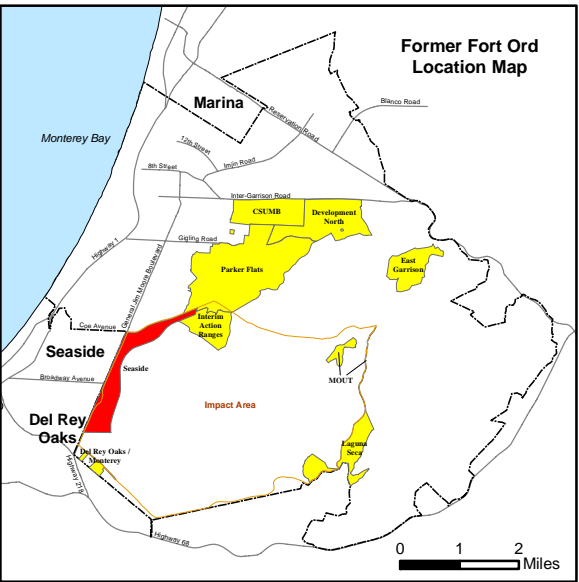 Former Fort Ord
Location Map
Marina
Blanco Road
Reservation Road
Monterey Bay
12th Street
Imjin Road
8th Street
Inter-Garrison Road
CSUMB
Development
North
Gigling Road
Highway 1
General Jim Moore Boulevard
Parker Flats
East
Garrison
Interim
Action
Ranges
Coe Avenue
Seaside
Seaside
MOUT
Broadway Avenue
Impact Area
Del Rey
Oaks
Laguna
Seca
Del Rey Oaks /
Monterey
Highway 218
Highway 68
0 1 2
Miles